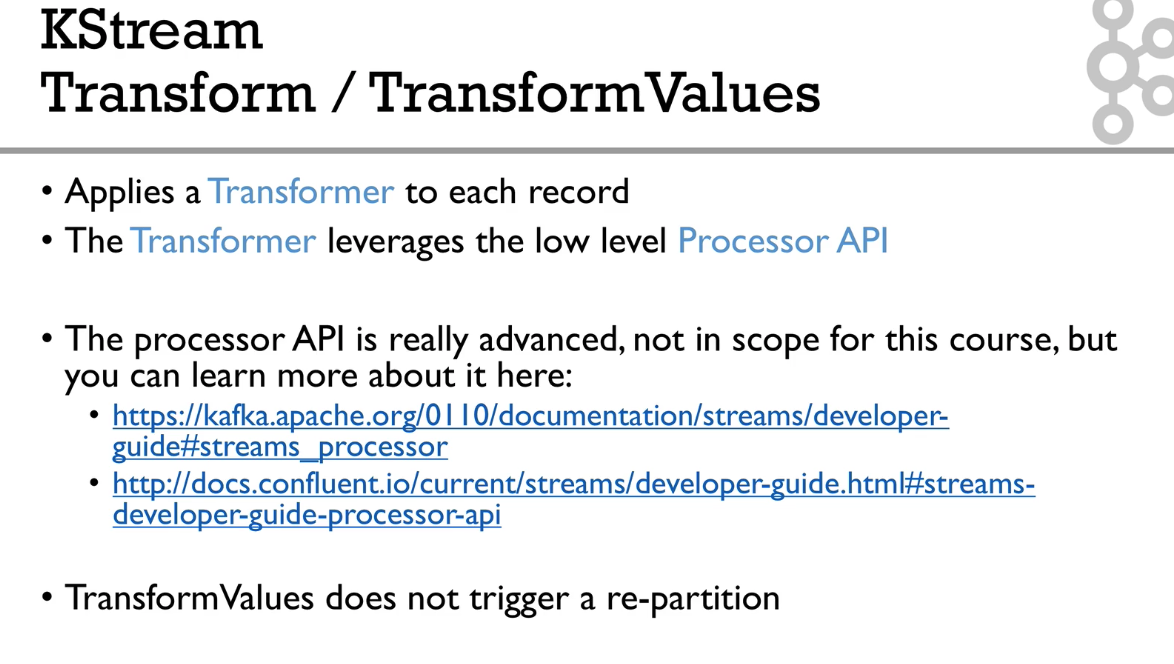 KStream
Transform / TransformValues
• Applies a Transformer to each record
• The Transformer leverages the low level Processor API
• The processor API is really advanced, not in scope for this course, but
you can learn more about it here:
• https://kafka.apache.org/0110/documentation/streams/developer-
guide#streams_processor
• http://docs.confluent.io/current/streams/developer-guide.html#streams-
developer-guide-processor-api
• TransformValues does not trigger a re-partition